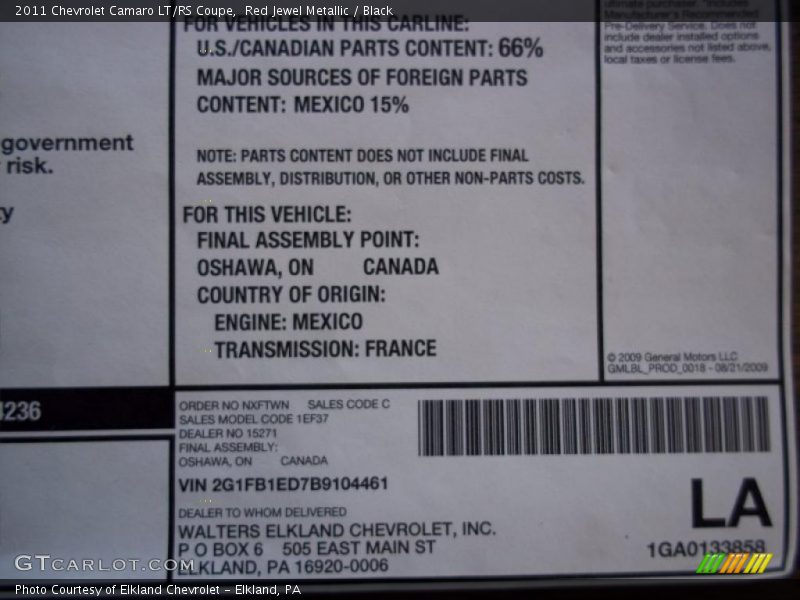 2011 Chevrolet Camaro LT/RS Coupe, Red Jewel Metallic / Black
FOR VEHICLES IN THIS CARLINE:
U.S./CANADIAN PARTS CONTENT: 66%
MAJOR SOURCES OF FOREIGN PARTS
CONTENT: MEXICO 15%
NOTE: PARTS CONTENT DOES NOT INCLUDE FINAL
ASSEMBLY, DISTRIBUTION, OR OTHER NON-PARTS COSTS.
FOR THIS VEHICLE:
FINAL ASSEMBLY POINT:
OSHAWA, ON CANADA
COUNTRY OF ORIGIN:
ENGINE: MEXICO
TRANSMISSION: FRANCE
government
risk.
y
4236
ultimate purchaser. *Includes
Manufacturer's Recommended
Pre-Delivery Service. Does not
include dealer installed options
and accessories not listed above,
local taxes or license fees.
© 2009 General Motors LLC
GMLBL_PROD_0018 - 08/21/2009
ORDER NO NXFTWN SALES CODE C
SALES MODEL CODE 1EF37
DEALER NO 15271
FINAL ASSEMBLY:
OSHAWA, ON CANADA
VIN 2G1FB1ED7B9104461
DEALER TO WHOM DELIVERED
WALTERS ELKLAND CHEVROLET, INC.
P O BOX 6 505 EAST MAIN ST
ELKLAND, PA 16920-0006
LA
1GA0133858
GTCARLOT.COM
Photo Courtesy of Elkland Chevrolet - Elkland, PA